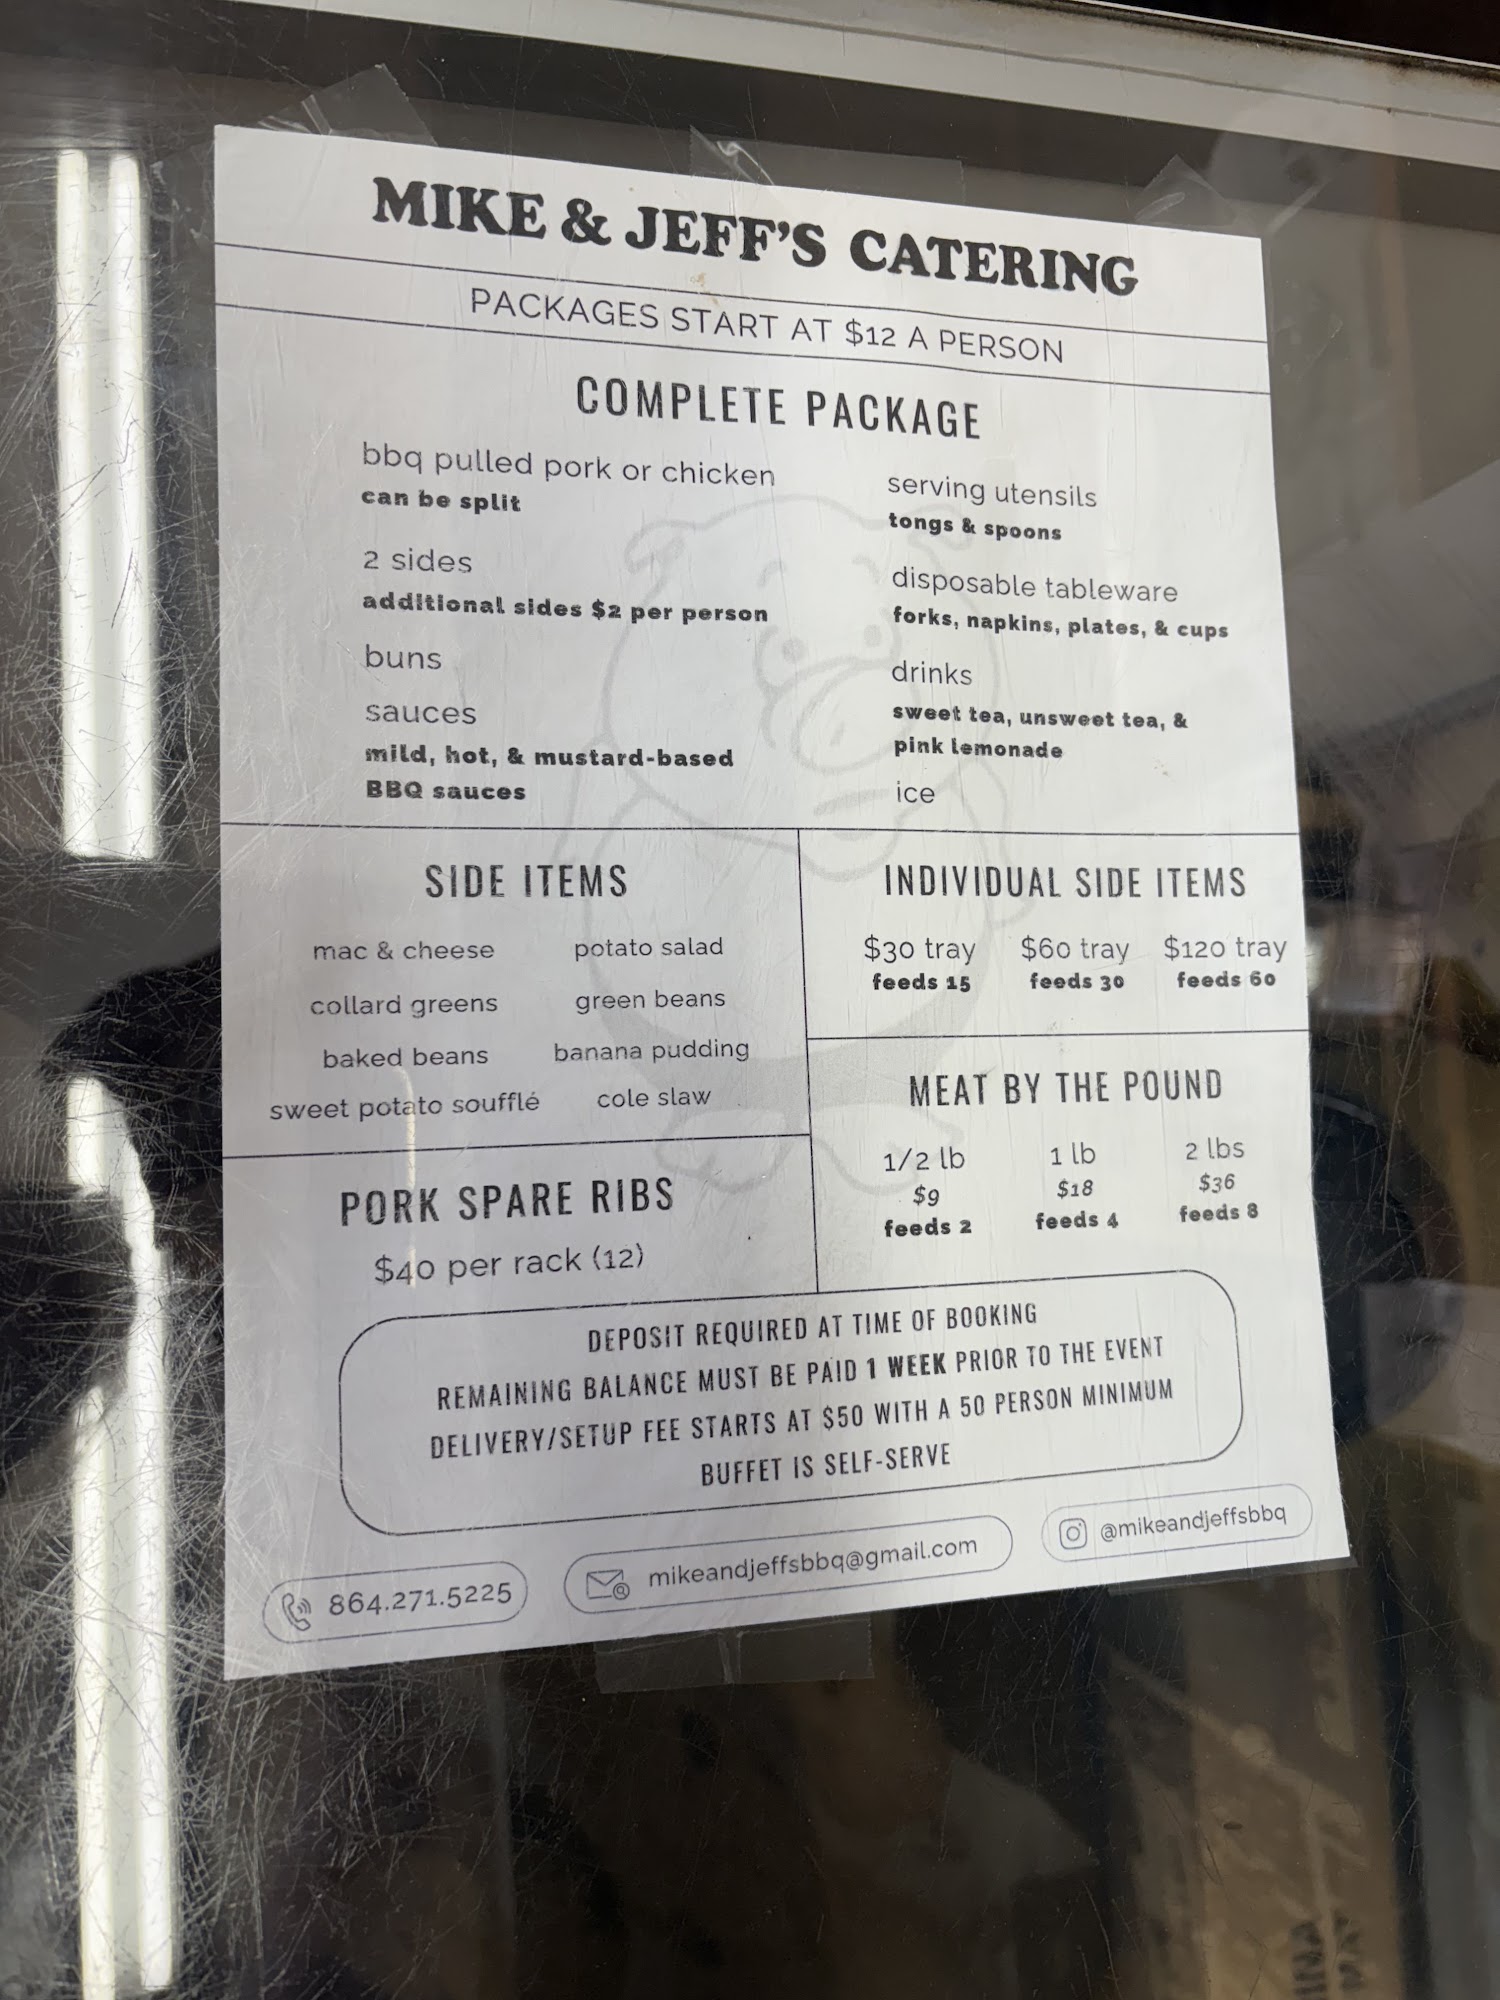 MIKE & JEFF'S CATERING
PACKAGES START AT $12 A PERSON
COMPLETE PACKAGE
bbq pulled pork or chicken
can be split
2 sides
additional sides $2 per person
buns
sauces
mild, hot, & mustard-based
BBQ sauces
serving utensils
tongs & spoons
disposable tableware
forks, napkins, plates, & cups
drinks
sweet tea, unsweet tea, &
pink lemonade
ice
SIDE ITEMS
mac & cheese
potato salad
collard greens
green beans
baked beans
banana pudding
sweet potato soufflé
cole slaw
INDIVIDUAL SIDE ITEMS
$30 tray
feeds 15
$60 tray
feeds 30
$120 tray
feeds 60
MEAT BY THE POUND
1/2 lb
$9
feeds 2
1 lb
$18
feeds 4
2 lbs
$36
feeds 8
PORK SPARE RIBS
$40 per rack (12)
DEPOSIT REQUIRED AT TIME OF BOOKING
REMAINING BALANCE MUST BE PAID 1 WEEK PRIOR TO THE EVENT
DELIVERY/SETUP FEE STARTS AT $50 WITH A 50 PERSON MINIMUM
BUFFET IS SELF-SERVE
864.271.5225
mikeandjeffsbbq@gmail.com
@mikeandjeffsbbq